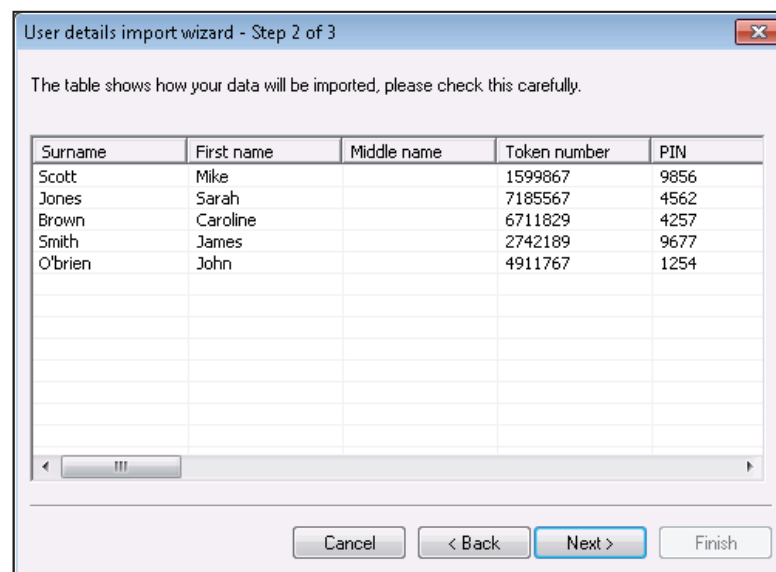 User details import wizard - Step 2 of 3
The table shows how your data will be imported, please check this carefully.
Surname First name Middle name Token number PIN
Scott Mike 1599867 9856
Jones Sarah 7185567 4562
Brown Caroline 6711829 4257
Smith James 2742189 9677
O'brien John 4911767 1254
Cancel < Back Next > Finish